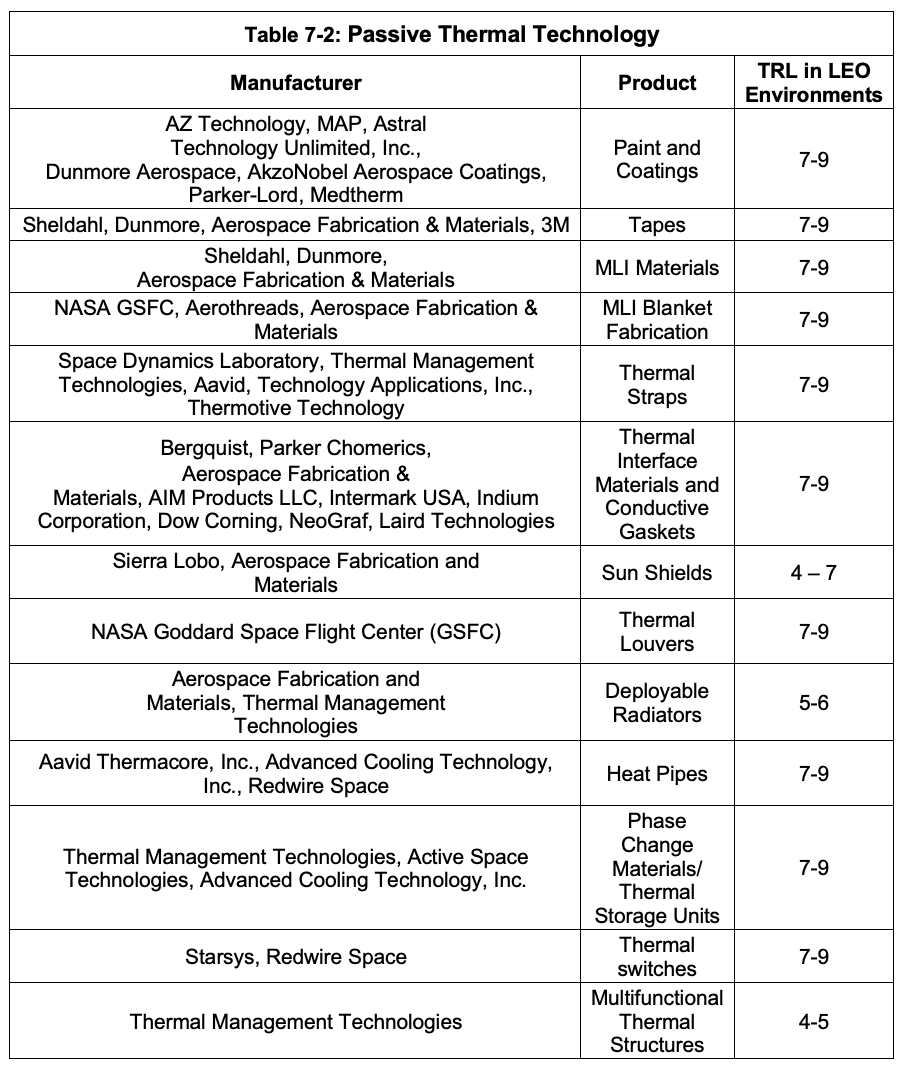 Table 7-2: Passive Thermal Technology
Manufacturer
Product
TRL in LEO
Environments
AZ Technology, MAP, Astral
Technology Unlimited, Inc.,
Dunmore Aerospace, AkzoNobel Aerospace Coatings,
Parker-Lord, Medtherm
Paint and
Coatings
7-9
Sheldahl, Dunmore, Aerospace Fabrication & Materials, 3M
Tapes
7-9
Sheldahl, Dunmore,
Aerospace Fabrication & Materials
MLI Materials
7-9
NASA GSFC, Aerothreads, Aerospace Fabrication &
Materials
MLI Blanket
Fabrication
7-9
Space Dynamics Laboratory, Thermal Management
Technologies, Aavid, Technology Applications, Inc.,
Thermotive Technology
Thermal
Straps
7-9
Bergquist, Parker Chomerics,
Aerospace Fabrication &
Materials, AIM Products LLC, Intermark USA, Indium
Corporation, Dow Corning, NeoGraf, Laird Technologies
Thermal
Interface
Materials and
Conductive
Gaskets
7-9
Sierra Lobo, Aerospace Fabrication and
Materials
Sun Shields
4 – 7
NASA Goddard Space Flight Center (GSFC)
Thermal
Louvers
7-9
Aerospace Fabrication and
Materials, Thermal Management
Technologies
Deployable
Radiators
5-6
Aavid Thermacore, Inc., Advanced Cooling Technology,
Inc., Redwire Space
Heat Pipes
7-9
Thermal Management Technologies, Active Space
Technologies, Advanced Cooling Technology, Inc.
Phase
Change
Materials/
Thermal
Storage Units
7-9
Starsys, Redwire Space
Thermal
switches
7-9
Thermal Management Technologies
Multifunctional
Thermal
Structures
4-5